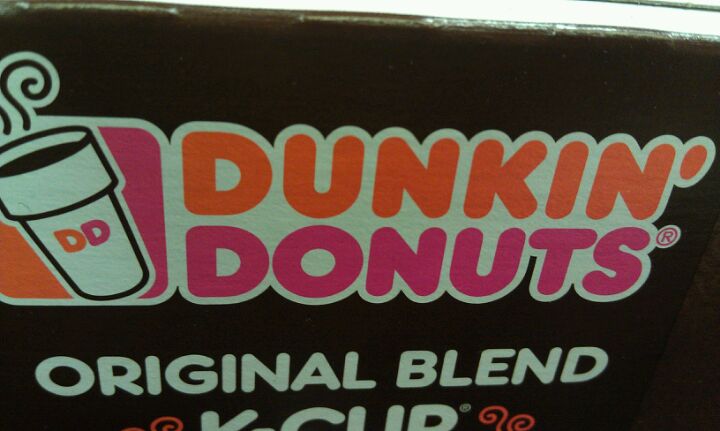 DUNKIN'
DONUTS®
DD
ORIGINAL BLEND
K-CUP®